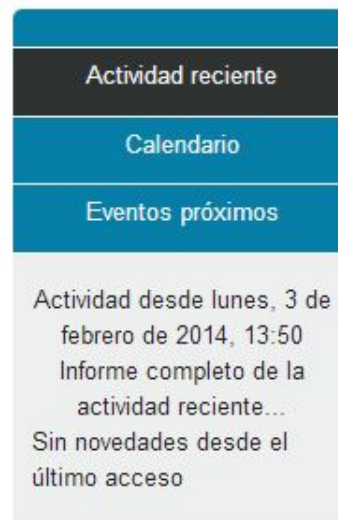 Actividad reciente
Calendario
Eventos próximos
Actividad desde lunes, 3 de
febrero de 2014, 13:50
Informe completo de la
actividad reciente...
Sin novedades desde el
último acceso